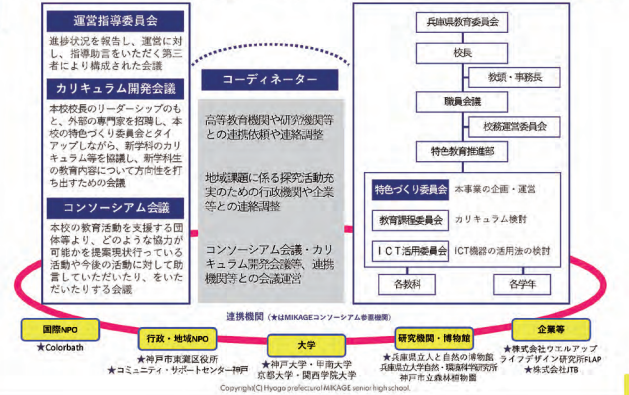 運営指導委員会
進捗状況を報告し、運営に対
し、指導助言をいただく第三
者により構成された会議
カリキュラム開発会議
本校校長のリーダーシップのも
と、外部の専門家を招聘し、本
校の特色づくり委員会とタイ
アップしながら、新学科のカリ
キュラム等を協議し、新学科生
の教育内容について方向性を打
ち出すための会議
コンソーシアム会議
本校の教育活動を支援する団
体等より、どのような協力が
可能かを提案現状行っている
活動や今後の活動に対して助
言していただいたり、をいた
だいたりする会議
コーディネーター
高等教育機関や研究機関等
との連携依頼や連絡調整
地域課題に係る探究活動充
実のための行政機関や企業
等との連絡調整
コンソーシアム会議・カリ
キュラム開発会議等、連携
機関等との会議運営
兵庫県教育委員会
校長
教頭・事務長
職員会議
校務運営委員会
特色教育推進部
特色づくり委員会 本事業の企画・運営
教育課程委員会 カリキュラム検討
ICT活用委員会 ICT機器の活用法の検討
各教科 各学年
連携機関(★はMIKAGEコンソーシアム参画機関)
国際NPO
★Colorbath
行政・地域NPO
★神戸市東灘区役所
★コミュニティ・サポートセンター神戸
大学
★神戸大学・甲南大学
京都大学・関西学院大学
研究機関・博物館
★兵庫県立人と自然の博物館
兵庫県立大学自然・環境科学研究所
神戸市立森林植物園
企業等
★株式会社ウエルアップ
ライフデザイン研究所FLAP
★株式会社JTB
Copyright(C) Hyogo prefectural MIKAGE senior high school.